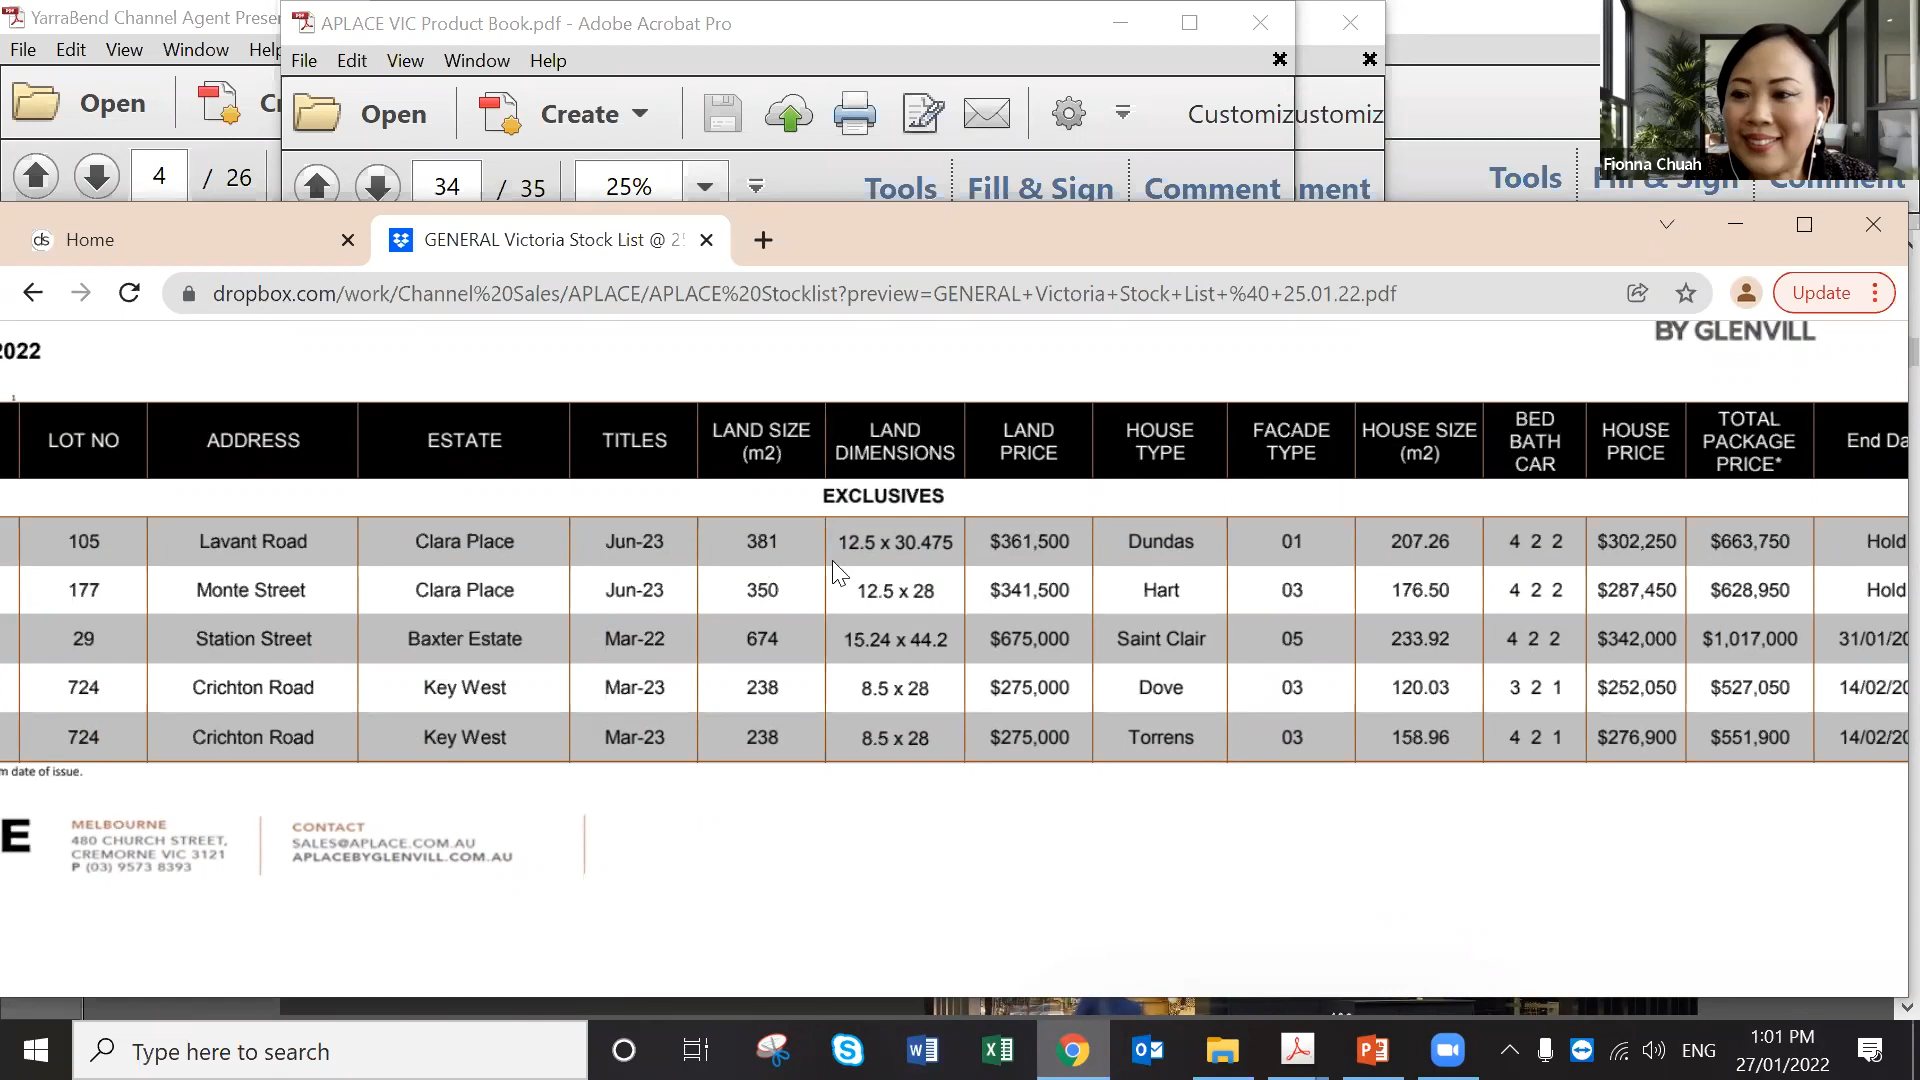 YarraBend Channel Agent Preser
File Edit View Window Help
Open
4 / 26
APLACE VIC Product Book.pdf - Adobe Acrobat Pro
File Edit View Window Help
Open Create Customiz ustomiz
34 / 35 25% Tools Fill & Sign Comment ment
Tools Fill & Sign Comment
Fionna Chuah
ds Home GENERAL Victoria Stock List @ 25
dropbox.com/work/Channel%20Sales/APLACE/APLACE%20Stocklist?preview=GENERAL+Victoria+Stock+List+%40+25.01.22.pdf Update
BY GLENVILL
2022
1
LOT NO ADDRESS ESTATE TITLES LAND SIZE (m2) LAND DIMENSIONS LAND PRICE HOUSE TYPE FACADE TYPE HOUSE SIZE (m2) BED BATH CAR HOUSE PRICE TOTAL PACKAGE PRICE* End Da
EXCLUSIVES
105 Lavant Road Clara Place Jun-23 381 12.5 x 30.475 $361,500 Dundas 01 207.26 4 2 2 $302,250 $663,750 Hold
177 Monte Street Clara Place Jun-23 350 12.5 x 28 $341,500 Hart 03 176.50 4 2 2 $287,450 $628,950 Hold
29 Station Street Baxter Estate Mar-22 674 15.24 x 44.2 $675,000 Saint Clair 05 233.92 4 2 2 $342,000 $1,017,000 31/01/20
724 Crichton Road Key West Mar-23 238 8.5 x 28 $275,000 Dove 03 120.03 3 2 1 $252,050 $527,050 14/02/20
724 Crichton Road Key West Mar-23 238 8.5 x 28 $275,000 Torrens 03 158.96 4 2 1 $276,900 $551,900 14/02/20
m date of issue.
E
MELBOURNE
480 CHURCH STREET,
CREMORNE VIC 3121
P (03) 9573 8393
CONTACT
SALES@APLACE.COM.AU
APLACEBYGLENVILL.COM.AU
Type here to search
ENG
1:01 PM
27/01/2022